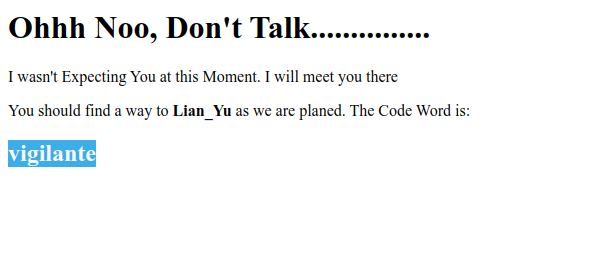 Ohhh Noo, Don't Talk...............
I wasn't Expecting You at this Moment. I will meet you there
You should find a way to Lian_Yu as we are planed. The Code Word is:
vigilante